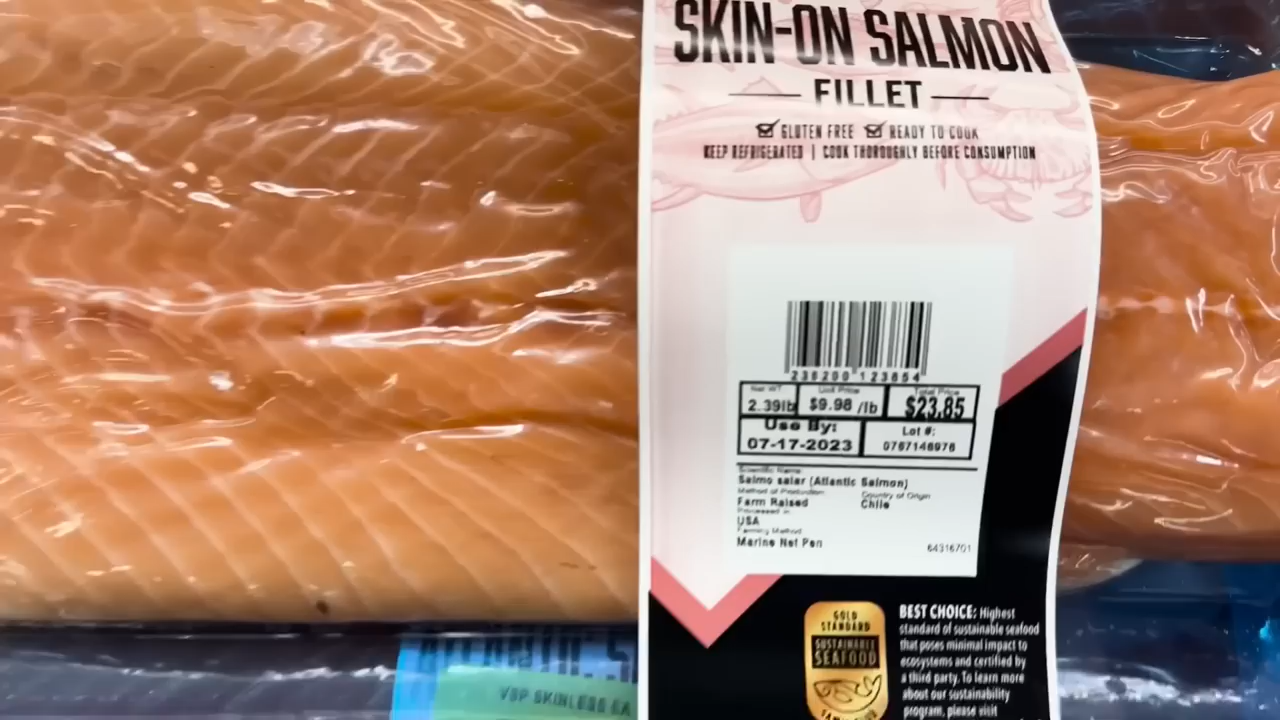 SKIN-ON SALMON
FILLET
GLUTEN FREE READY TO COOK
KEEP REFRIGERATED | COOK THOROUGHLY BEFORE CONSUMPTION
238200 123854
Net WT Unit Price Total Price
2.39lb $9.98 /lb $23.85
Use By: Lot #:
07-17-2023 0767146976
Scientific Name
Salmo salar (Atlantic Salmon)
Method of Production Country of Origin
Farm Raised Chile
Processed in
USA
Farming Method
Marine Net Pen 64316701
GOLD
STANDARD
SUSTAINABLE
SEAFOOD
BEST CHOICE: Highest
standard of sustainable seafood
that poses minimal impact to
ecosystems and certified by
a third party. To learn more
about our sustainability
program, please visit
VSP SKINLESS